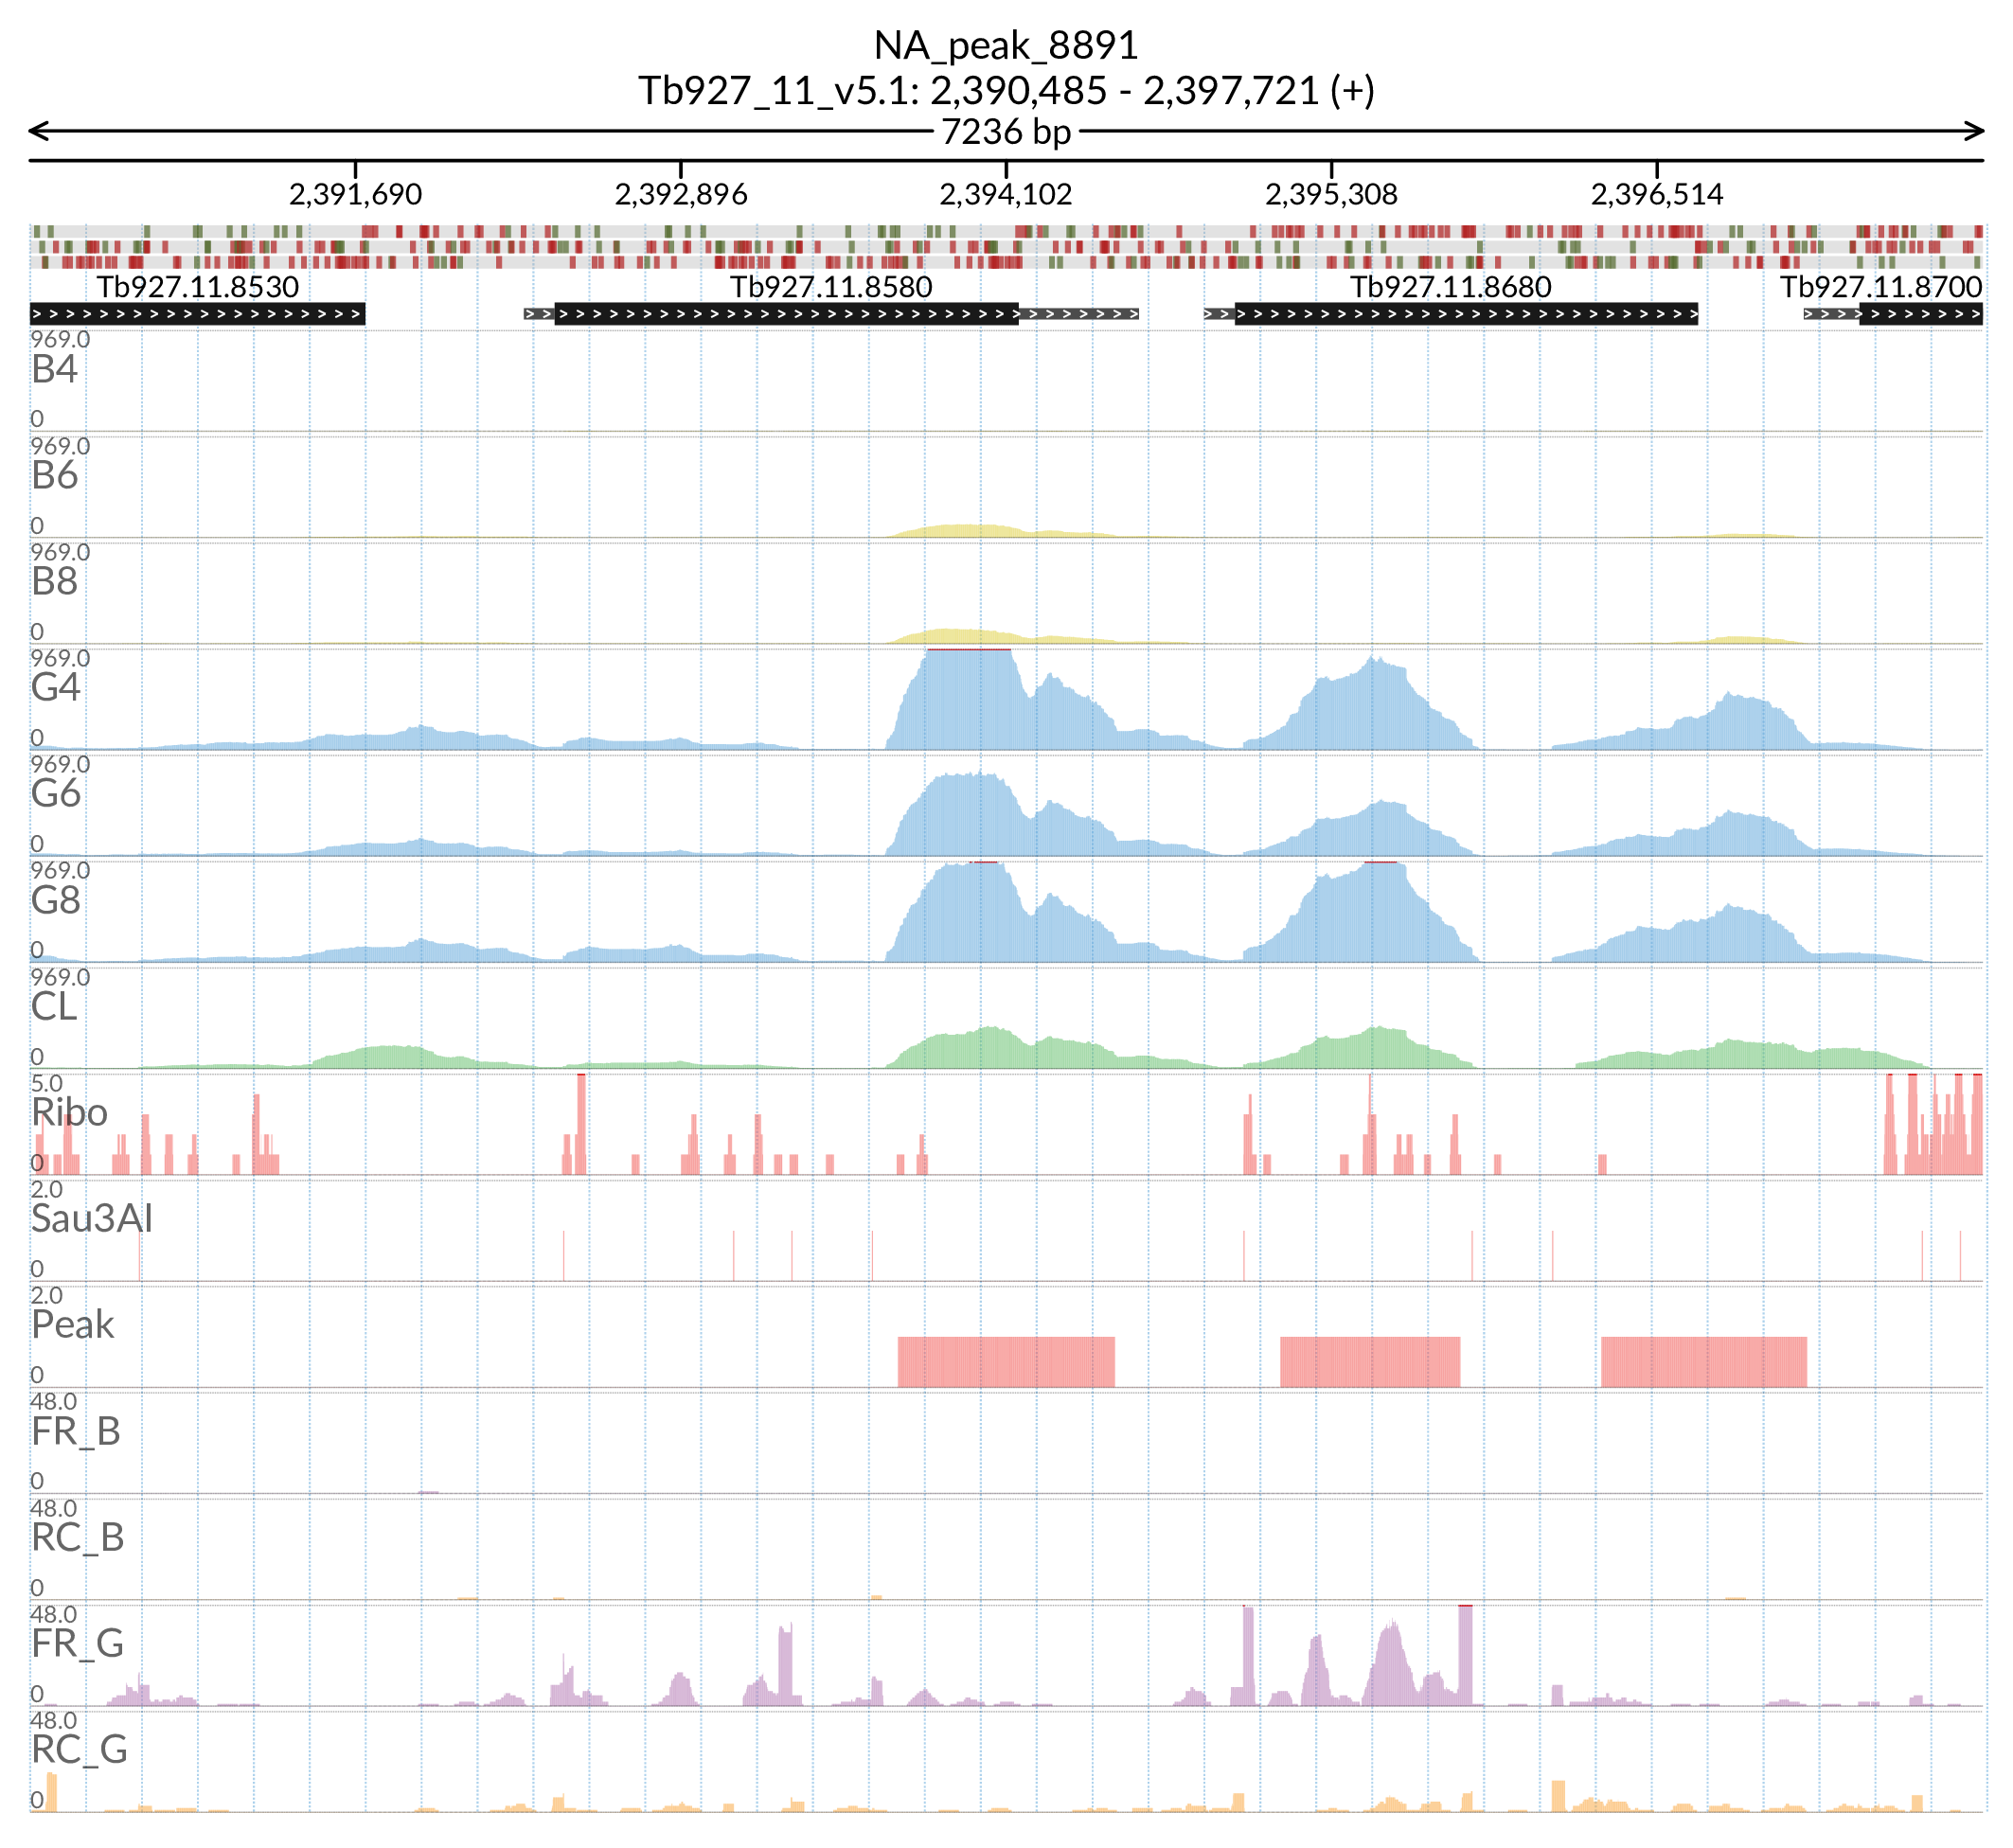 NA_peak_8891
Tb927_11_v5.1: 2,390,485 - 2,397,721 (+)
7236 bp
2,391,690 2,392,896 2,394,102 2,395,308 2,396,514
Tb927.11.8530 Tb927.11.8580 Tb927.11.8680 Tb927.11.8700
969.0
B4
0
969.0
B6
0
969.0
B8
0
969.0
G4
0
969.0
G6
0
969.0
G8
0
969.0
CL
0
5.0
Ribo
0
2.0
Sau3AI
0
2.0
Peak
0
48.0
FR_B
0
48.0
RC_B
0
48.0
FR_G
0
48.0
RC_G
0